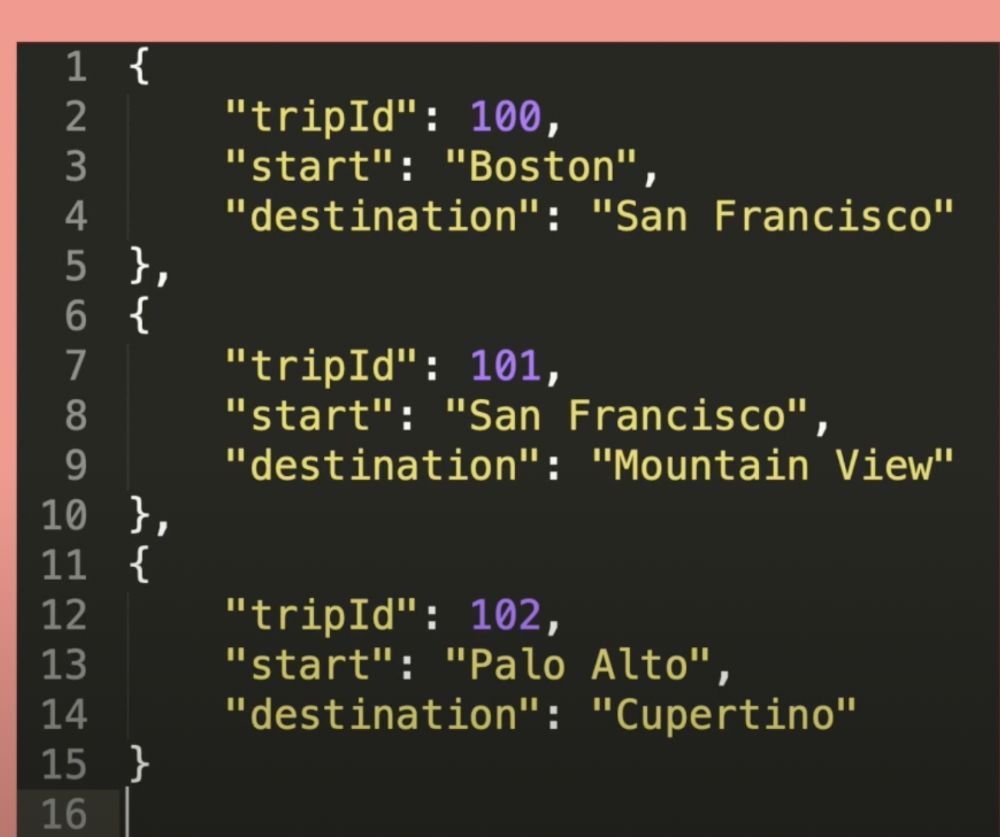 1 {
2     "tripId": 100,
3     "start": "Boston",
4     "destination": "San Francisco"
5 },
6 {
7     "tripId": 101,
8     "start": "San Francisco",
9     "destination": "Mountain View"
10 },
11 {
12     "tripId": 102,
13     "start": "Palo Alto",
14     "destination": "Cupertino"
15 }
16